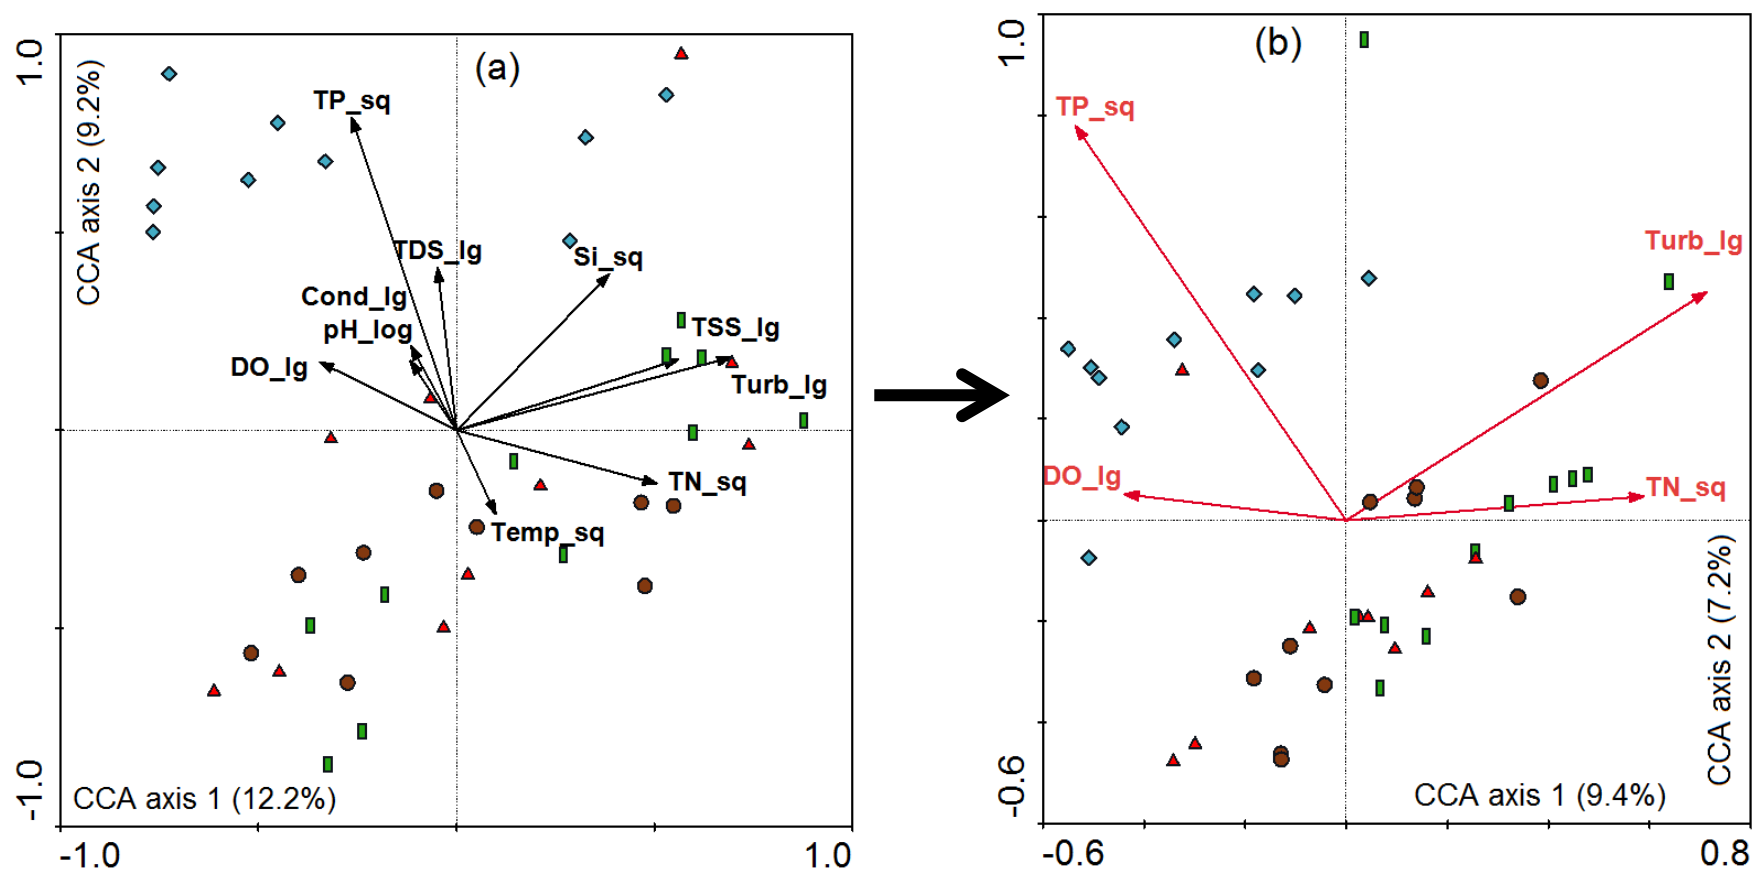 (a)
1.0
CCA axis 2 (9.2%)
TP_sq
TDS_lg
Si_sq
Cond_lg
pH_log
TSS_lg
DO_lg
Turb_lg
TN_sq
Temp_sq
CCA axis 1 (12.2%)
-1.0
-1.0
1.0
(b)
1.0
TP_sq
Turb_lg
DO_lg
TN_sq
CCA axis 2 (7.2%)
CCA axis 1 (9.4%)
-0.6
-0.6
0.8